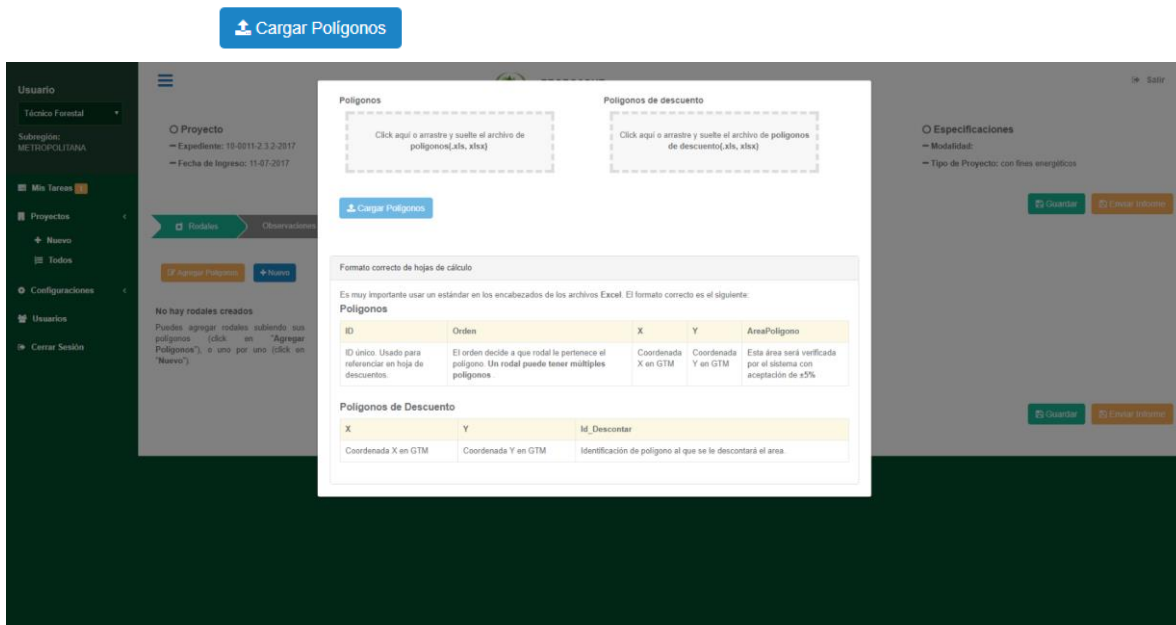 Cargar Polígonos
Usuario
Técnico Forestal
Subregión:
METROPOLITANA
Mis Tareas 1
Proyectos
Nuevo
Todos
Configuraciones
Usuarios
Cerrar Sesión
Salir
Proyecto
Expediente: 10-0011-2.3.2-2017
Fecha de Ingreso: 11-07-2017
Rodales
Observaciones
Agregar Polígonos
Nuevo
No hay rodales creados
Puedes agregar rodales subiendo sus
polígonos (click en "Agregar
Polígonos"), o uno por uno (click en
"Nuevo")
Polígonos
Click aquí o arrastre y suelte el archivo de
polígonos(.xls, xlsx)
Polígonos de descuento
Click aquí o arrastre y suelte el archivo de polígonos
de descuento(.xls, xlsx)
Cargar Polígonos
Formato correcto de hojas de cálculo
Es muy importante usar un estándar en los encabezados de los archivos Excel. El formato correcto es el siguiente:
Polígonos
ID Orden X Y AreaPoligono
ID único. Usado para
referenciar en hoja de
descuentos.
El orden decide a que rodal le pertenece el
polígono. Un rodal puede tener múltiples
polígonos.
Coordenada
X en GTM
Coordenada
Y en GTM
Esta área será verificada
por el sistema con
aceptación de ±5%
Polígonos de Descuento
X Y Id_Descontar
Coordenada X en GTM Coordenada Y en GTM Identificación de polígono al que se le descontará el area.
Especificaciones
Modalidad:
Tipo de Proyecto: con fines energéticos
Guardar Enviar Informe
Guardar Enviar Informe